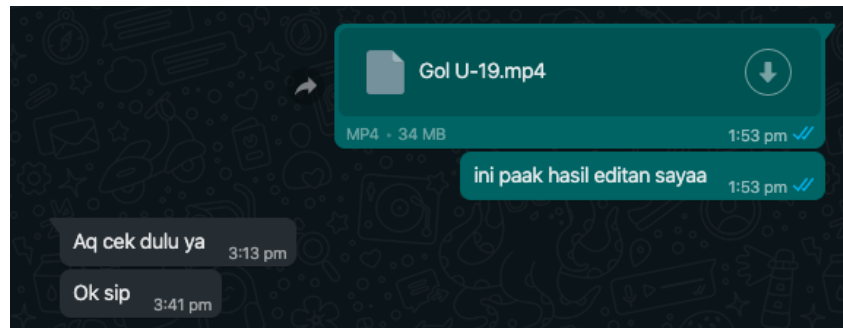 Gol U-19.mp4
MP4 • 34 MB
1:53 pm
ini paak hasil editan sayaa
1:53 pm
Aq cek dulu ya
3:13 pm
Ok sip
3:41 pm